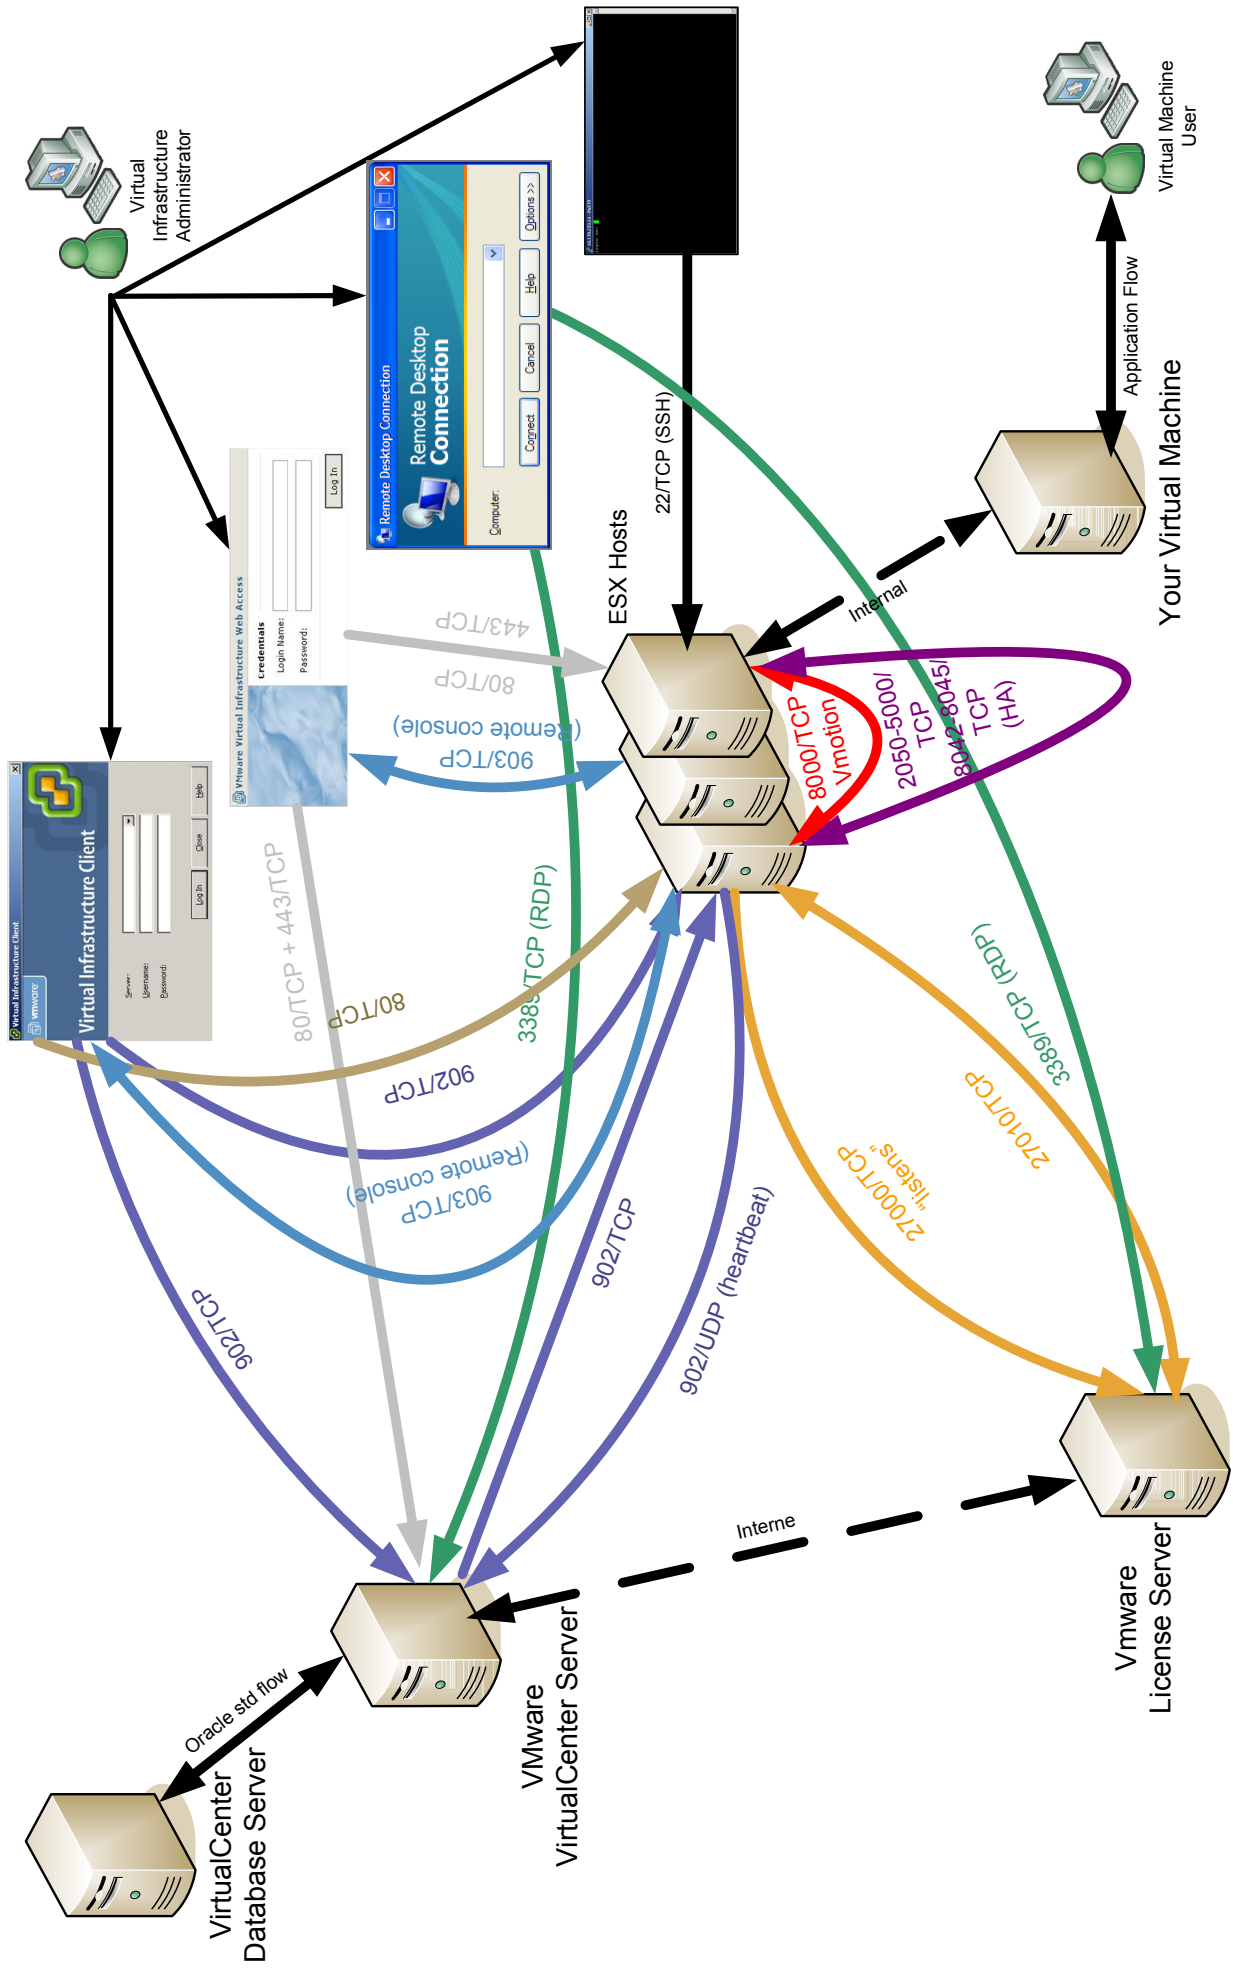 Virtual
Infrastructure
Administrator
Virtual Infrastructure Client
vmware
Virtual Infrastructure Client
Server:
Username:
Password:
Log In
Close
Help
VMware Virtual Infrastructure Web Access
Credentials
Login Name:
Password:
Log In
Remote Desktop Connection
Remote Desktop
Connection
Computer:
Connect
Cancel
Help
Options >>
Virtual Machine
User
Application Flow
Your Virtual Machine
Internal
22/TCP (SSH)
ESX Hosts
443/TCP
80/TCP
903/TCP
(Remote console)
8000/TCP
Vmotion
2050-5000/
TCP
8042-8045/
TCP
(HA)
80/TCP + 443/TCP
80/TCP
3389/TCP (RDP)
902/TCP
903/TCP
(Remote console)
902/TCP
902/TCP
902/UDP (heartbeat)
27000/TCP
“listens”
27010/TCP
3389/TCP (RDP)
Interne
Oracle std flow
VirtualCenter
Database Server
VMware
VirtualCenter Server
Vmware
License Server